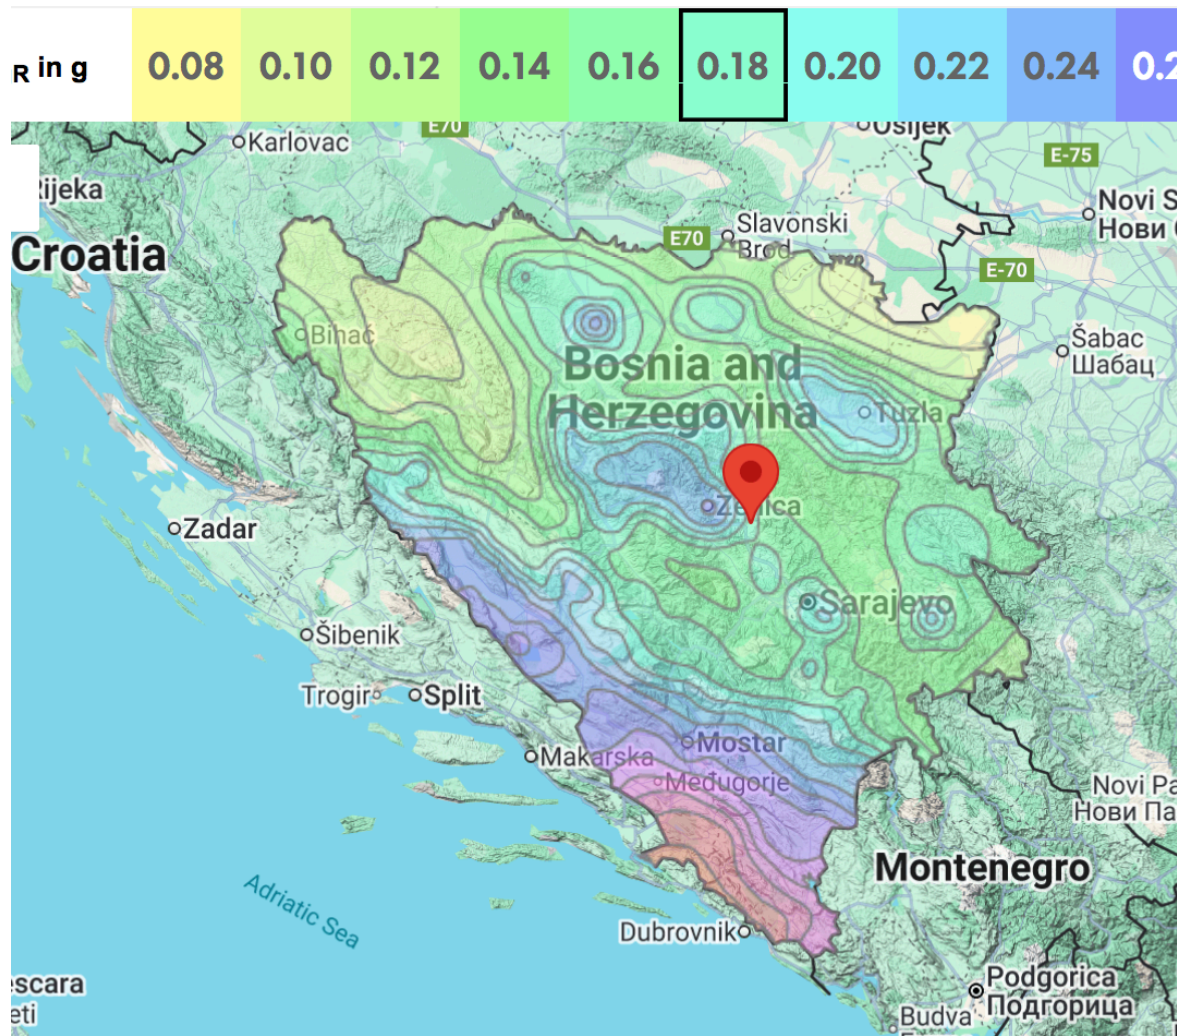 R in g 0.08 0.10 0.12 0.14 0.16 0.18 0.20 0.22 0.24
E70
Osijek
Karlovac
E-75
Rijeka
Novi S
Нови
Slavonski
Brod
E70
Croatia
E-70
Bihać
Šabac
Шабац
Bosnia and
Herzegovina
Tuzla
Zenica
Zadar
Sarajevo
Šibenik
Trogir
Split
Mostar
Makarska
Međugorje
Novi Pa
Нови Па
Montenegro
Adriatic Sea
Dubrovnik
Podgorica
Подгорица
escara
eti
Budva